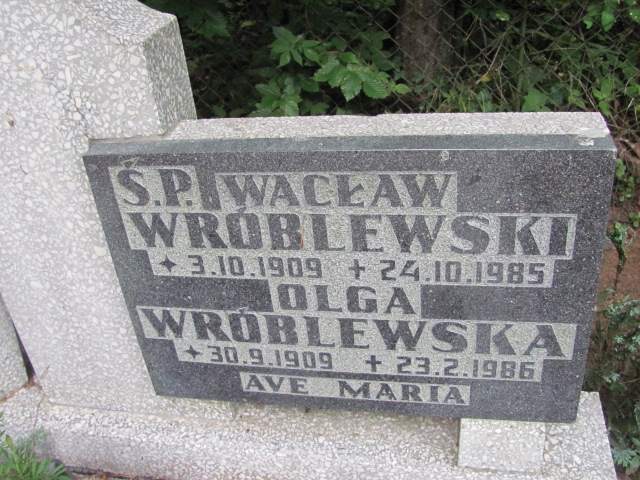 Ś.P. WACŁAW
WRÓBLEWSKI
✦ 3.10.1909 ✝ 24.10.1985
OLGA
WRÓBLEWSKA
✦ 30.9.1909 ✝ 23.2.1986
AVE MARIA